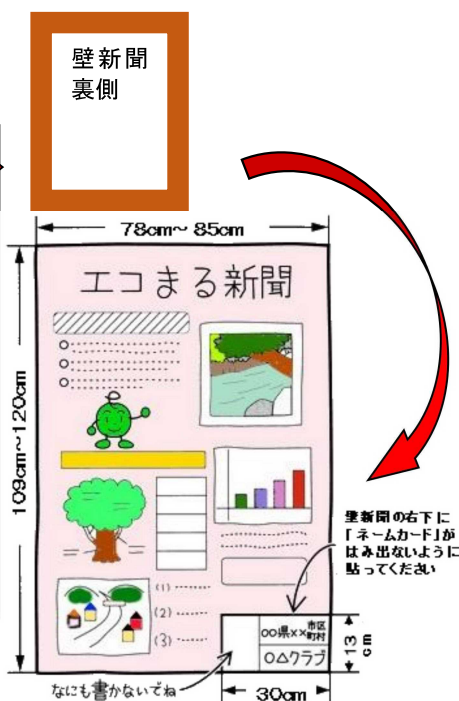 壁新聞
裏側
78cm~85cm
エコまる新聞
109cm~120cm
(1)
(2)
(3)
壁新聞の右下に
「ネームカード」が
はみ出ないように
貼ってください
○○県××市区町村
○△クラブ
13cm
なにも書かないでね
30cm